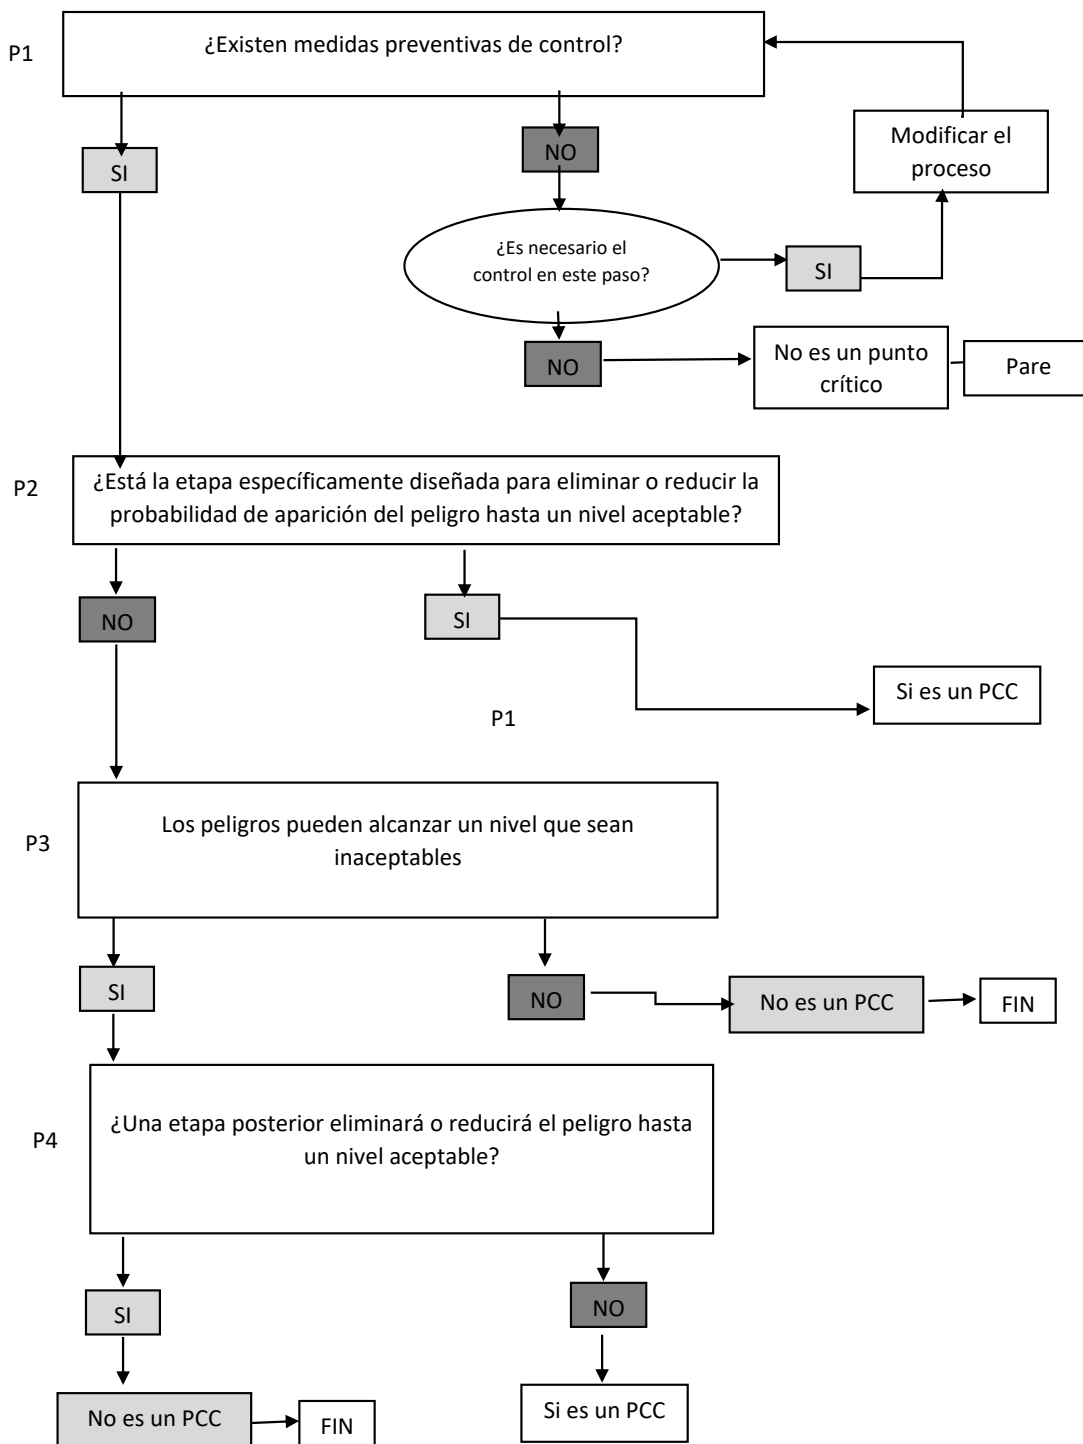 P1
¿Existen medidas preventivas de control?
SI
NO
Modificar el
proceso
¿Es necesario el
control en este paso?
SI
NO
No es un punto
crítico
Pare
P2
¿Está la etapa específicamente diseñada para eliminar o reducir la
probabilidad de aparición del peligro hasta un nivel aceptable?
NO
SI
Si es un PCC
P1
P3
Los peligros pueden alcanzar un nivel que sean
inaceptables
SI
NO
No es un PCC
FIN
P4
¿Una etapa posterior eliminará o reducirá el peligro hasta
un nivel aceptable?
SI
NO
No es un PCC
FIN
Si es un PCC